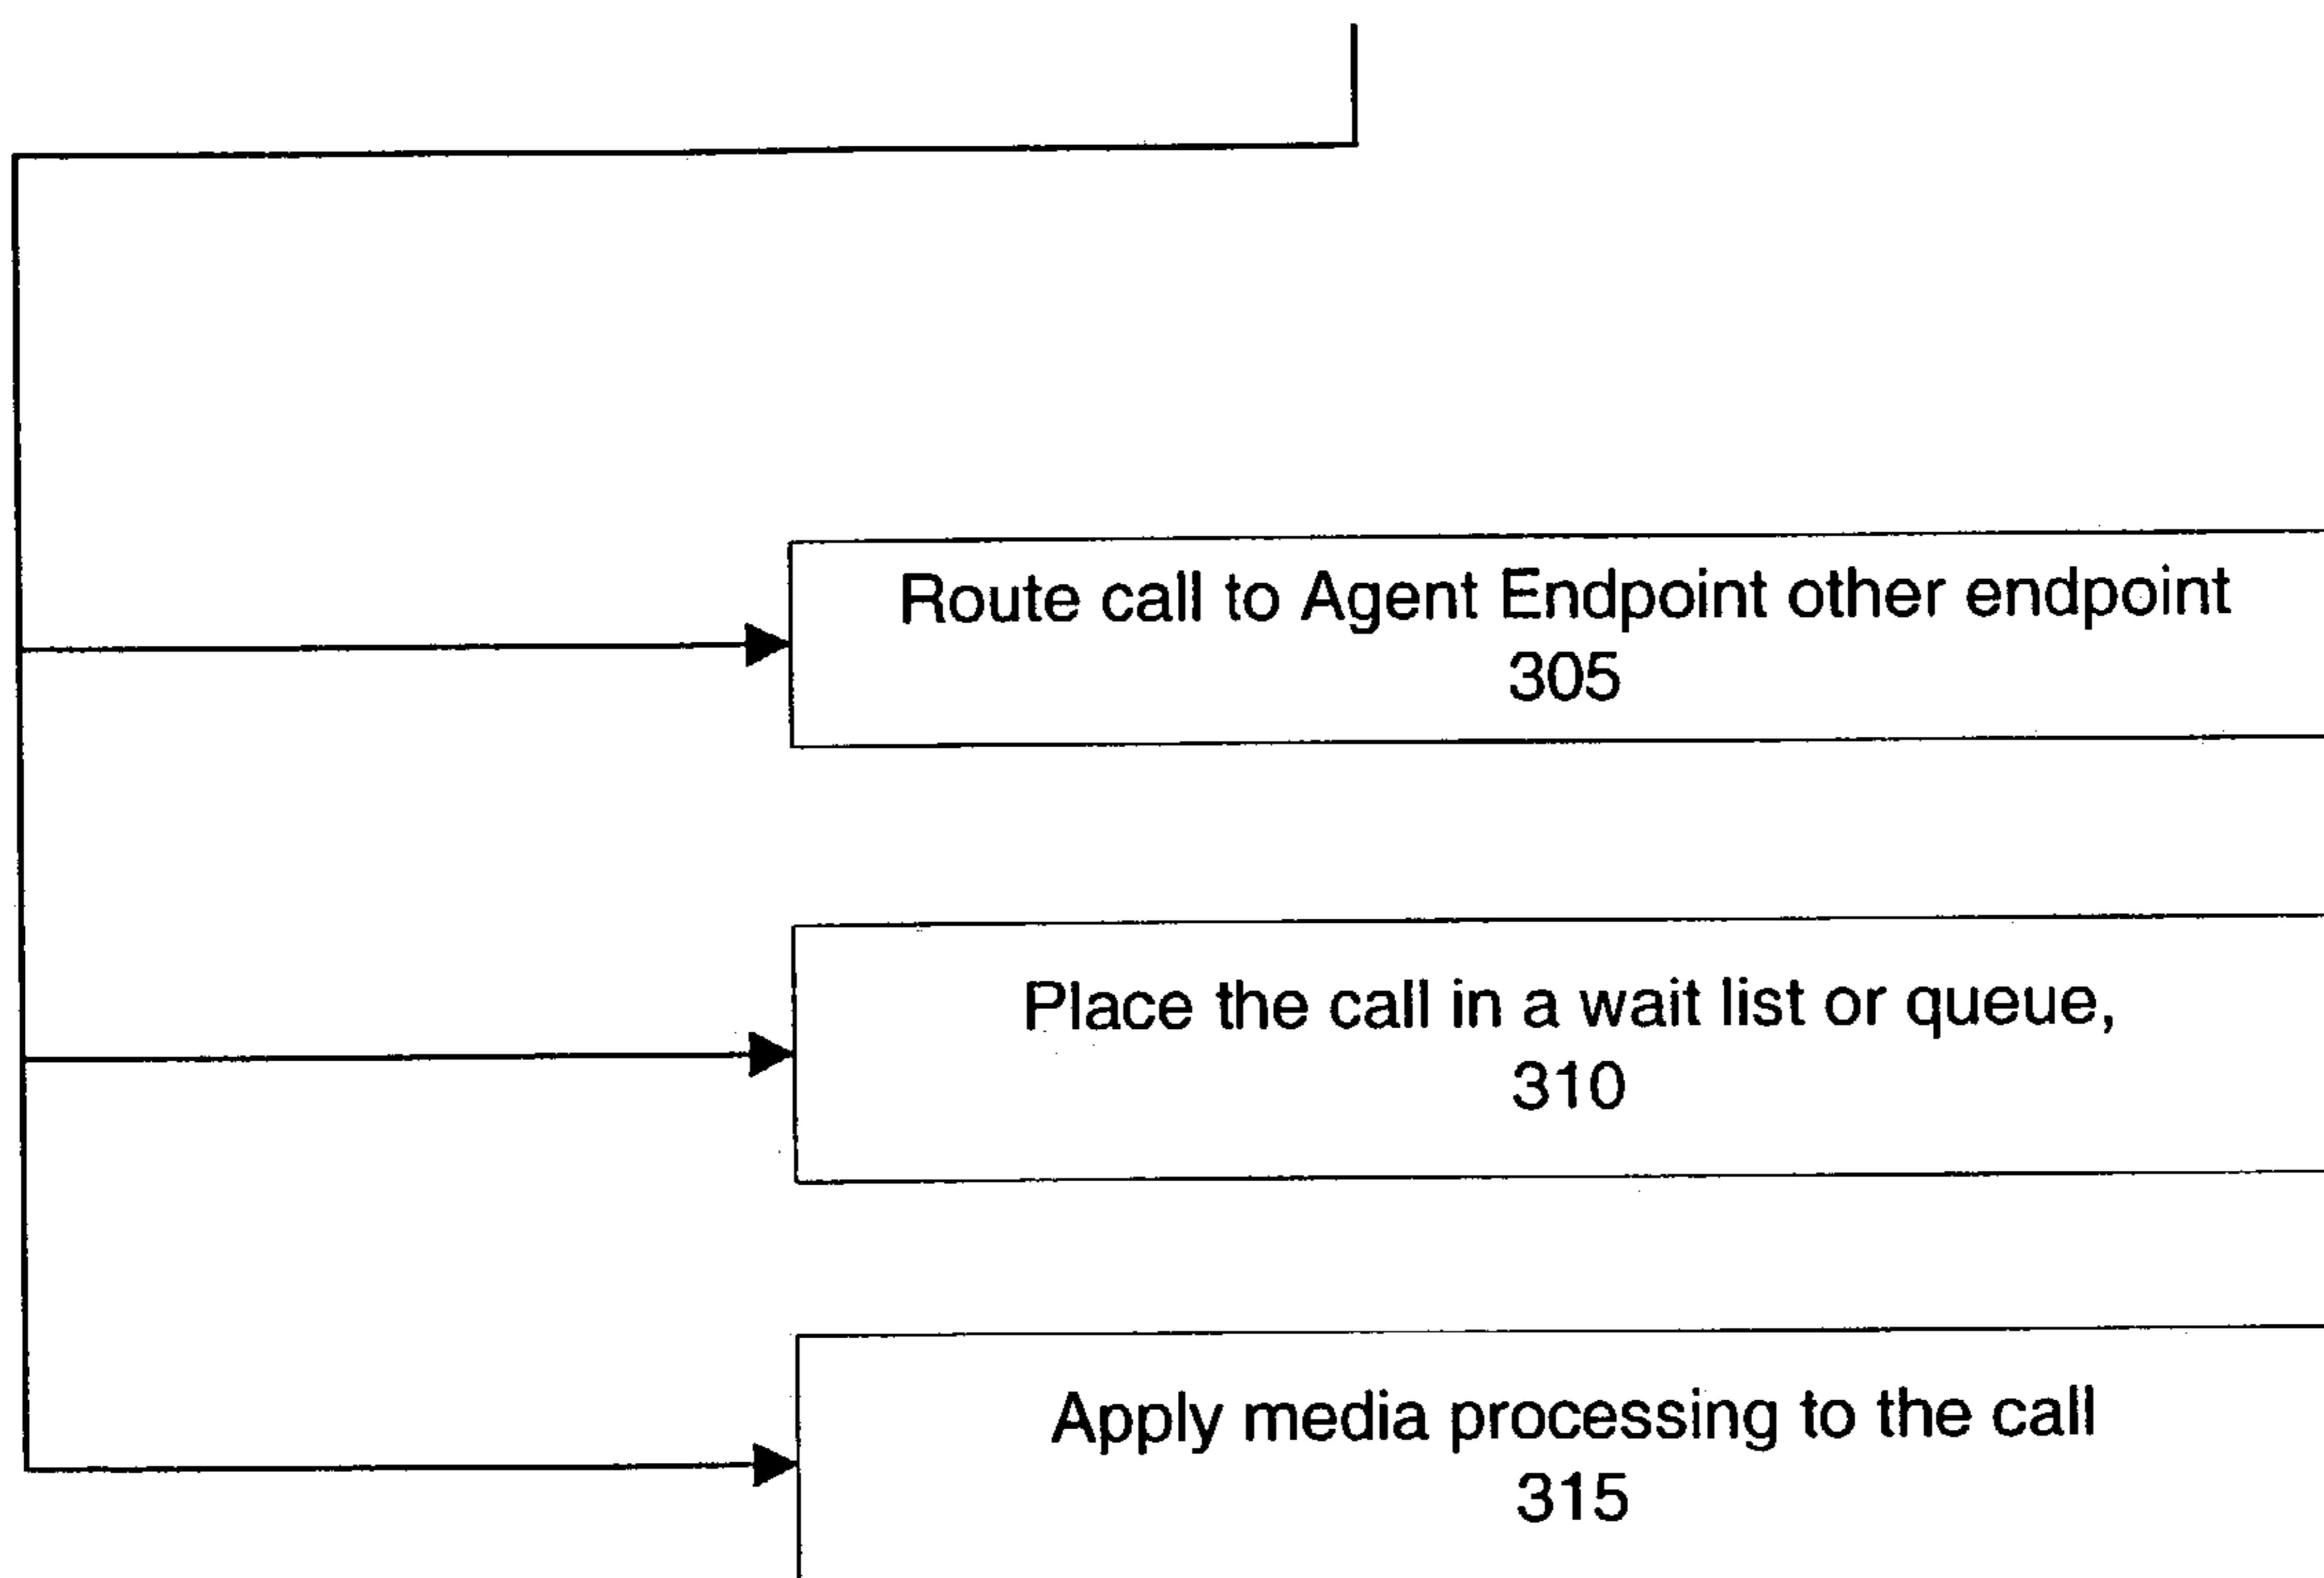 Route call to Agent Endpoint other endpoint
305
Place the call in a wait list or queue,
310
Apply media processing to the call
315